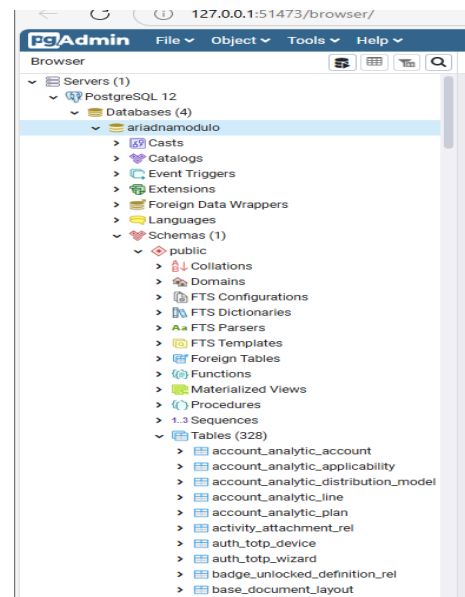 127.0.0.1:51473/browser/
pgAdmin File Object Tools Help
Browser
Servers (1)
PostgreSQL 12
Databases (4)
ariadnamodulo
Casts
Catalogs
Event Triggers
Extensions
Foreign Data Wrappers
Languages
Schemas (1)
public
Collations
Domains
FTS Configurations
FTS Dictionaries
Aa FTS Parsers
FTS Templates
Foreign Tables
Functions
Materialized Views
Procedures
1..3 Sequences
Tables (328)
account_analytic_account
account_analytic_applicability
account_analytic_distribution_model
account_analytic_line
account_analytic_plan
activity_attachment_rel
auth_totp_device
auth_totp_wizard
badge_unlocked_definition_rel
base_document_layout